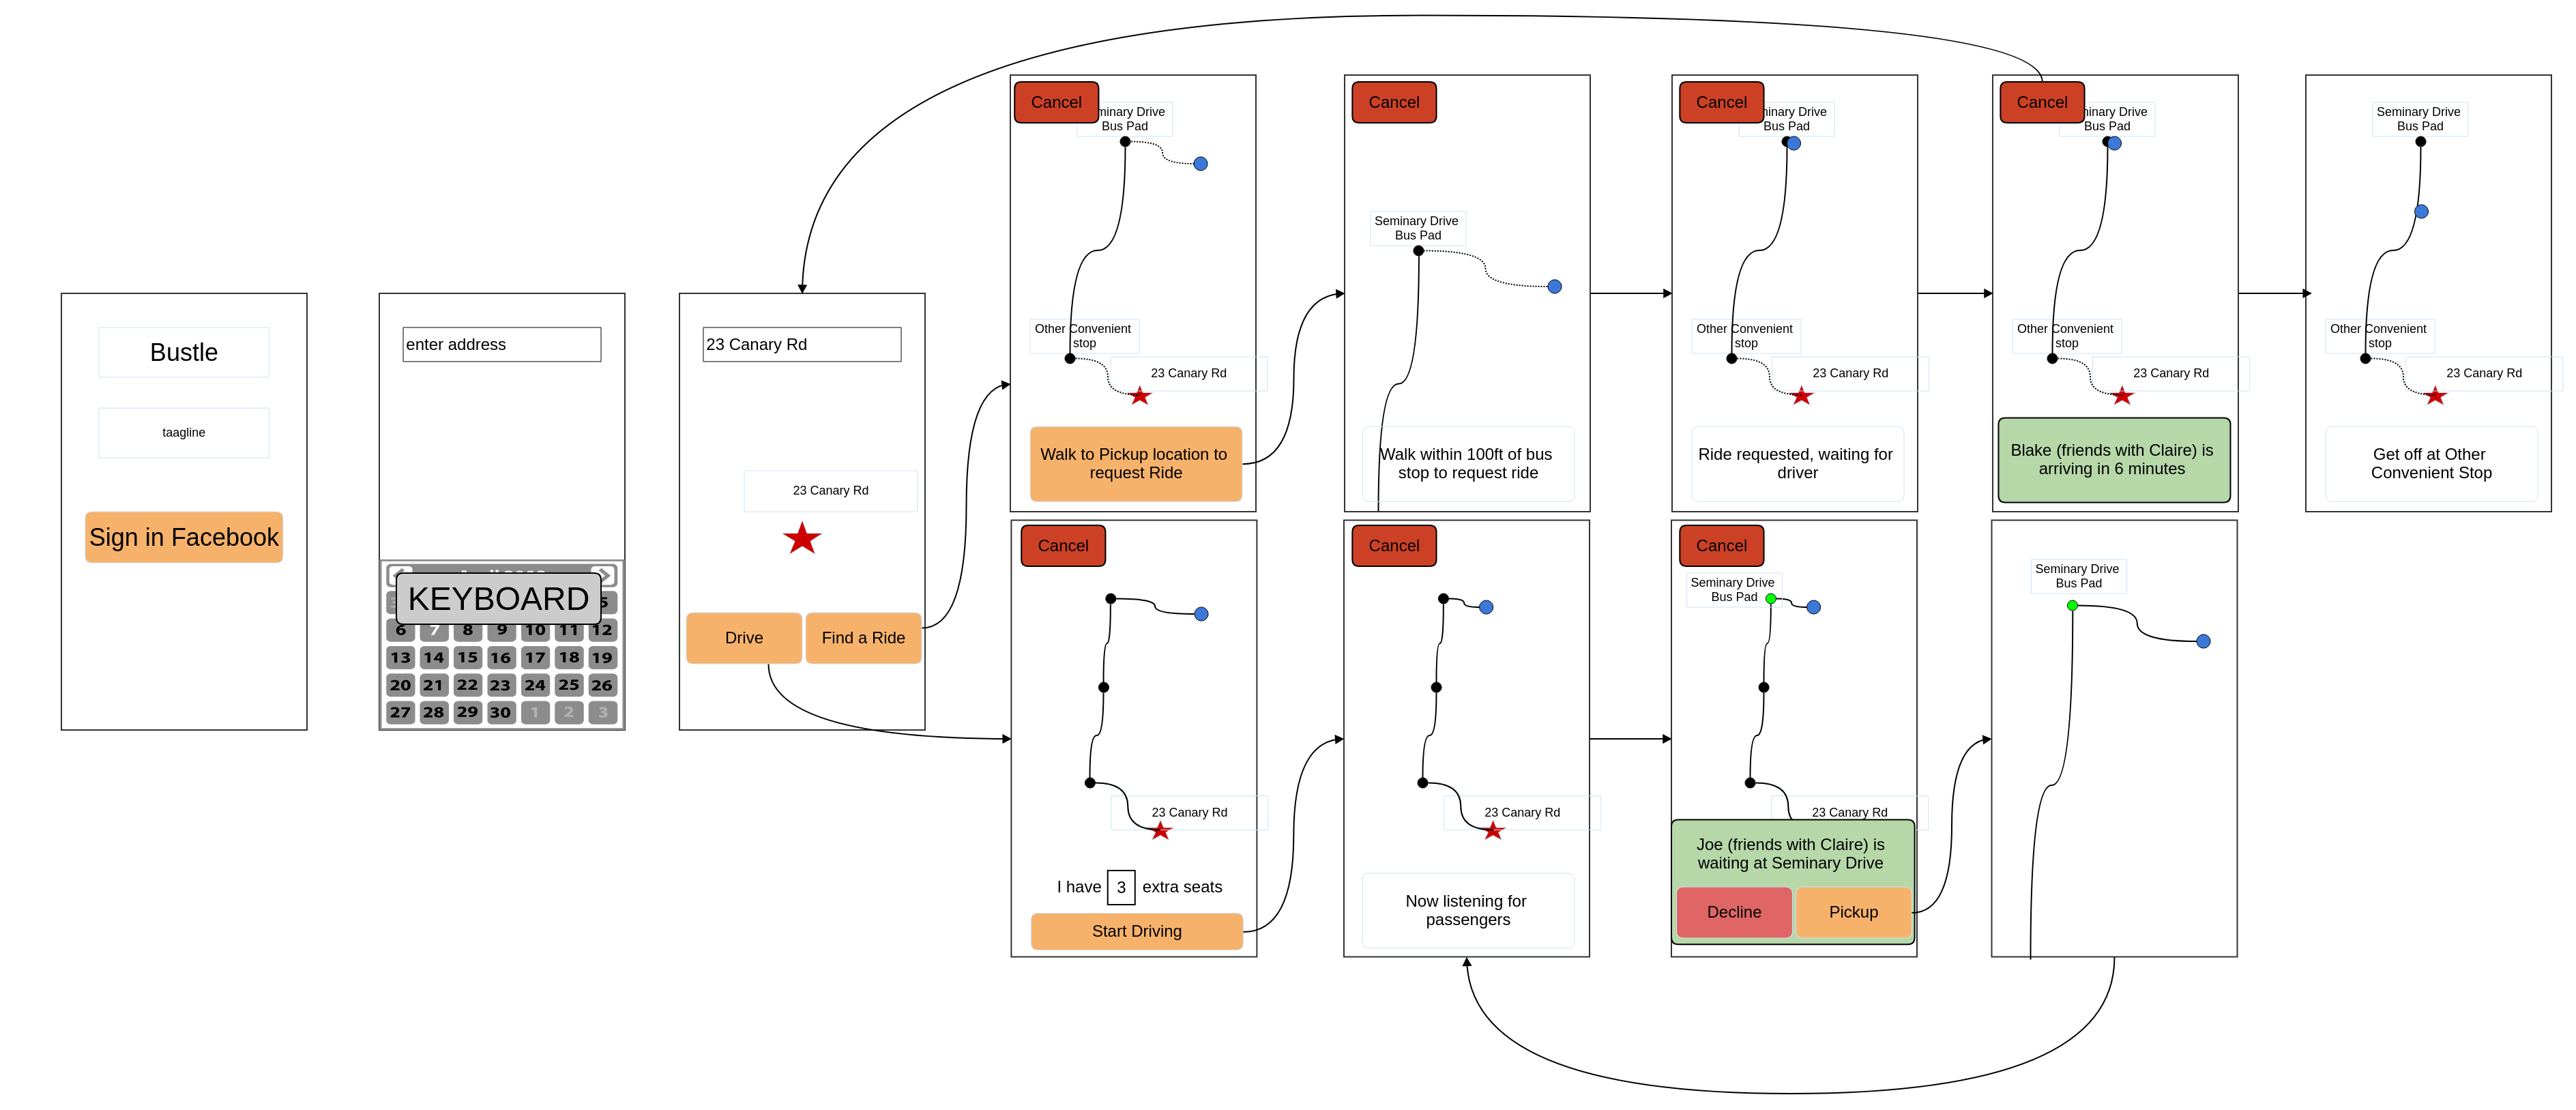 Bustle
taagline
Sign in Facebook
enter address
KEYBOARD
5
6 7 8 9 10 11 12
13 14 15 16 17 18 19
20 21 22 23 24 25 26
27 28 29 30 1 2 3
23 Canary Rd
23 Canary Rd
Drive
Find a Ride
Cancel
Drive
Bus Pad
Other Convenient
stop
23 Canary Rd
Walk to Pickup location to
request Ride
Cancel
Seminary Drive
Bus Pad
Walk within 100ft of bus
stop to request ride
Cancel
Drive
Bus Pad
Other Convenient
stop
23 Canary Rd
Ride requested, waiting for
driver
Cancel
Drive
Bus Pad
Other Convenient
stop
23 Canary Rd
Blake (friends with Claire) is
arriving in 6 minutes
Seminary Drive
Bus Pad
Other Convenient
stop
23 Canary Rd
Get off at Other
Convenient Stop
Cancel
23 Canary Rd
I have 3 extra seats
Start Driving
Cancel
23 Canary Rd
Now listening for
passengers
Cancel
Seminary Drive
Bus Pad
23 Canary Rd
Joe (friends with Claire) is
waiting at Seminary Drive
Decline
Pickup
Seminary Drive
Bus Pad